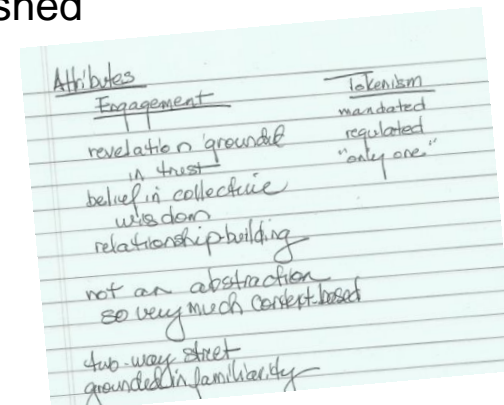 shed
Attributes
Engagement
Tokenism
mandated
regulated
"only one"
revelation grounded
in trust
belief in collective
wisdom
relationship-building
not an abstraction
so very much context-based
two-way street
grounded in familiarity